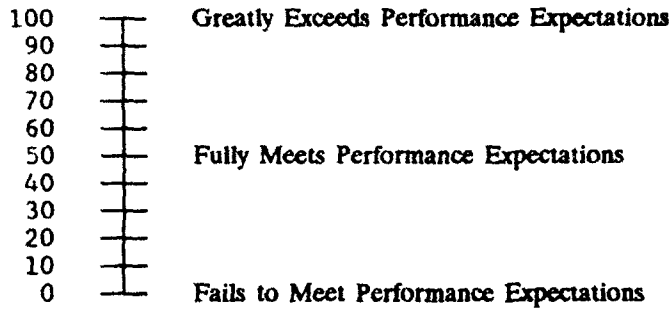 100 Greatly Exceeds Performance Expectations
90
80
70
60
50 Fully Meets Performance Expectations
40
30
20
10
0 Fails to Meet Performance Expectations